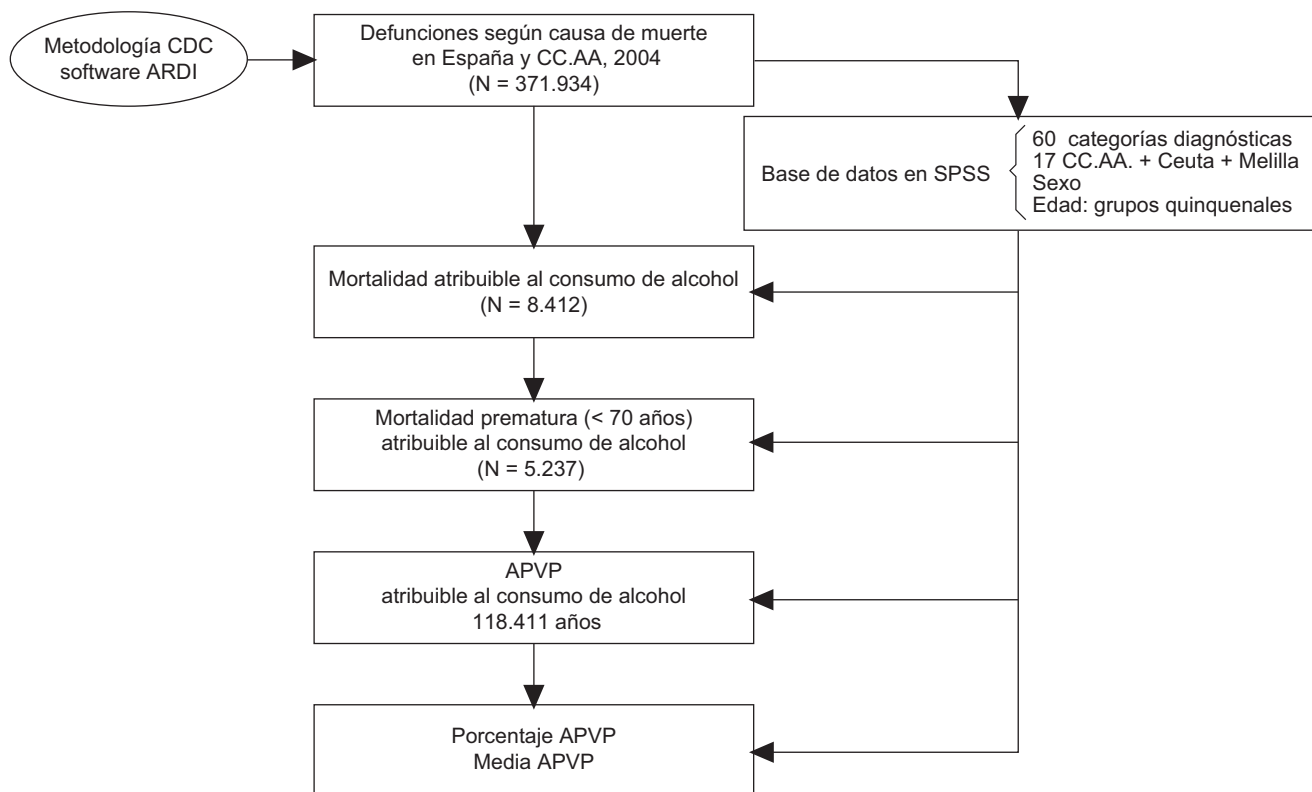 Metodología CDC
software ARDI
Defunciones según causa de muerte
en España y CC.AA, 2004
(N = 371.934)
Base de datos en SPSS
60 categorías diagnósticas
17 CC.AA. + Ceuta + Melilla
Sexo
Edad: grupos quinquenales
Mortalidad atribuible al consumo de alcohol
(N = 8.412)
Mortalidad prematura (< 70 años)
atribuible al consumo de alcohol
(N = 5.237)
APVP
atribuible al consumo de alcohol
118.411 años
Porcentaje APVP
Media APVP